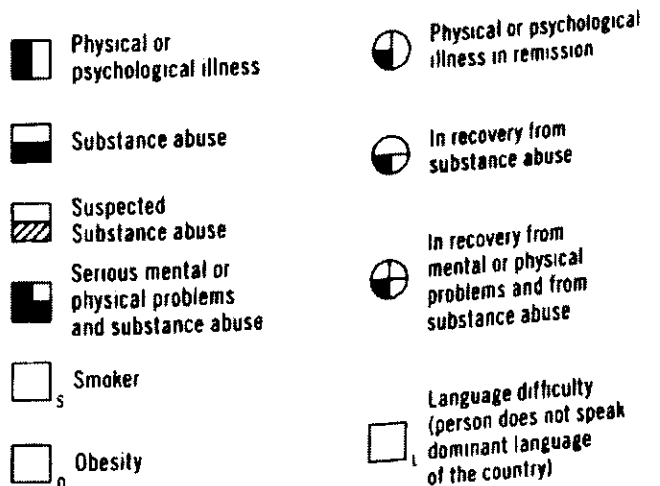 Physical or
psychological illness
Substance abuse
Suspected
Substance abuse
Serious mental or
physical problems
and substance abuse
S
Smoker
O
Obesity
Physical or psychological
illness in remission
In recovery from
substance abuse
In recovery from
mental or physical
problems and from
substance abuse
L
Language difficulty
(person does not speak
dominant language
of the country)